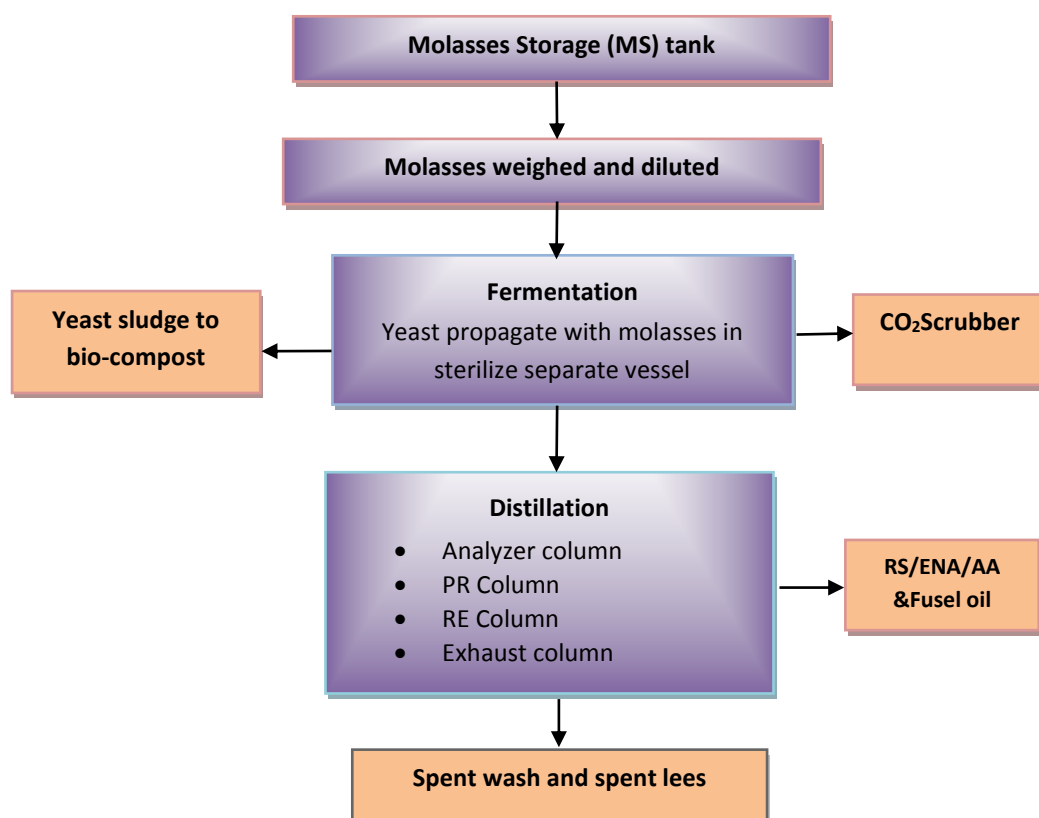 Molasses Storage (MS) tank
Molasses weighed and diluted
Fermentation
Yeast propagate with molasses in
sterilize separate vessel
Yeast sludge to
bio-compost
CO₂Scrubber
Distillation
• Analyzer column
• PR Column
• RE Column
• Exhaust column
RS/ENA/AA
&Fusel oil
Spent wash and spent lees